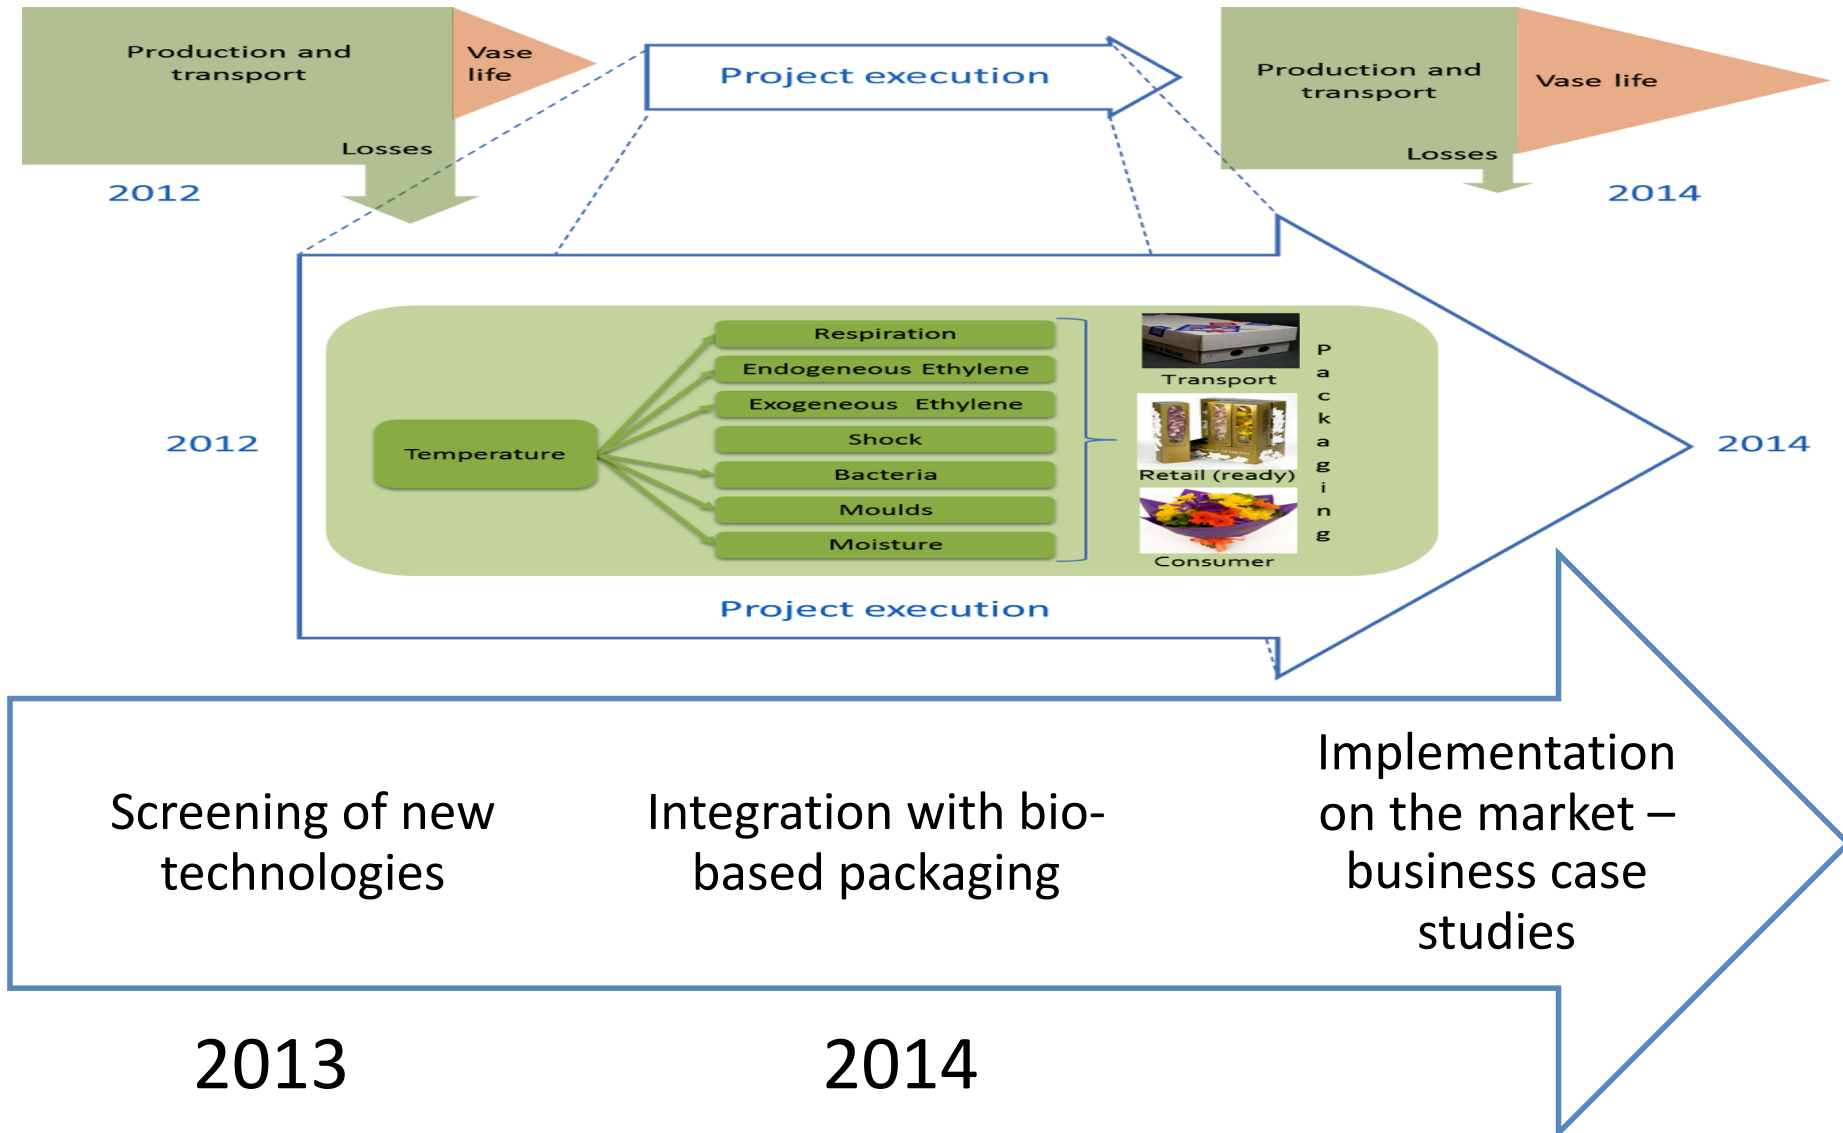 Production and
transport
Vase
life
Losses
2012
Project execution
Production and
transport
Vase life
Losses
2014
2012
Temperature
Respiration
Endogeneous Ethylene
Exogeneous Ethylene
Shock
Bacteria
Moulds
Moisture
Transport
Retail (ready)
Consumer
Packaging
2014
Project execution
Screening of new
technologies
Integration with bio-
based packaging
Implementation
on the market –
business case
studies
2013
2014